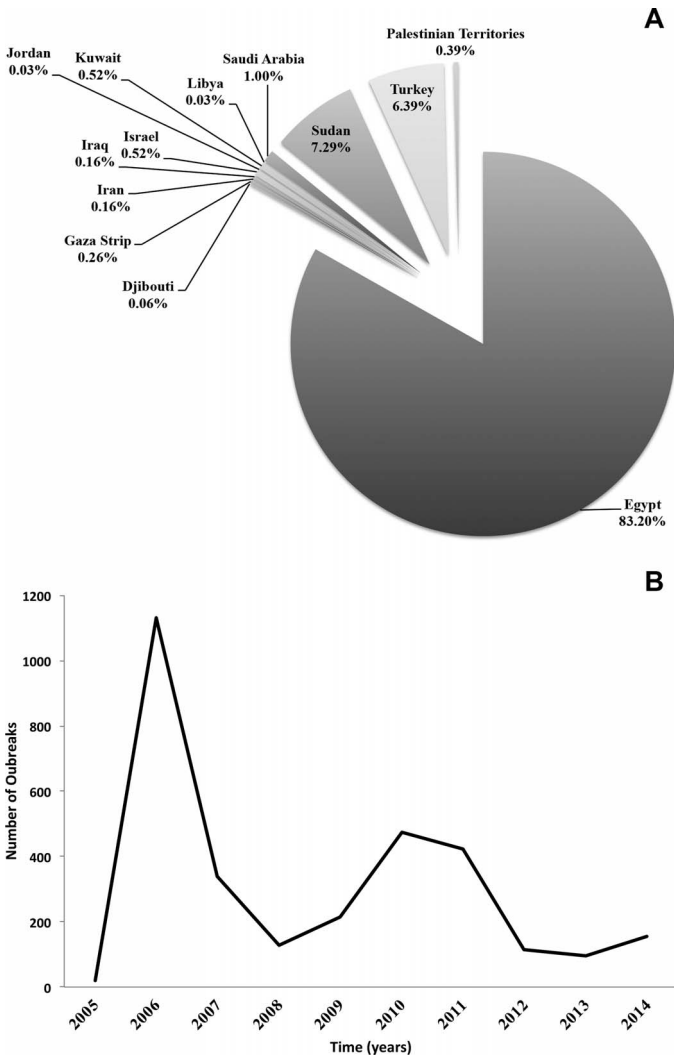 A
Palestinian Territories
0.39%
Jordan
0.03%
Kuwait
0.52%
Saudi Arabia
1.00%
Libya
0.03%
Turkey
6.39%
Sudan
7.29%
Israel
0.52%
Iraq
0.16%
Iran
0.16%
Gaza Strip
0.26%
Djibouti
0.06%
Egypt
83.20%
B
Number of Oubreaks
1200
1000
800
600
400
200
0
2005
2006
2007
2008
2009
2010
2011
2012
2013
2014
Time (years)